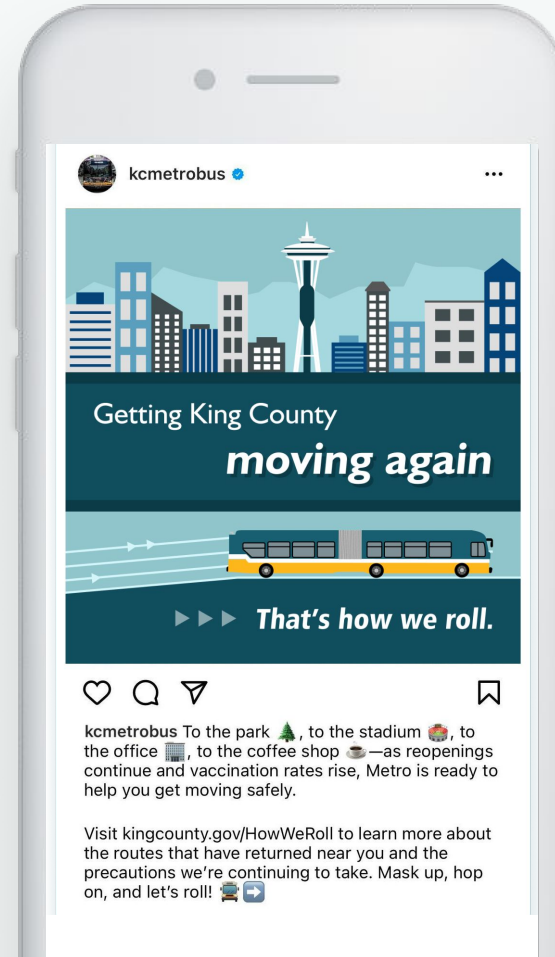 kcmetrobus
Getting King County
moving again
That's how we roll.
kcmetrobus To the park 🌲, to the stadium 🏟️, to
the office 🏢, to the coffee shop ☕—as reopenings
continue and vaccination rates rise, Metro is ready to
help you get moving safely.
Visit kingcounty.gov/HowWeRoll to learn more about
the routes that have returned near you and the
precautions we're continuing to take. Mask up, hop
on, and let's roll! 🚍➡️